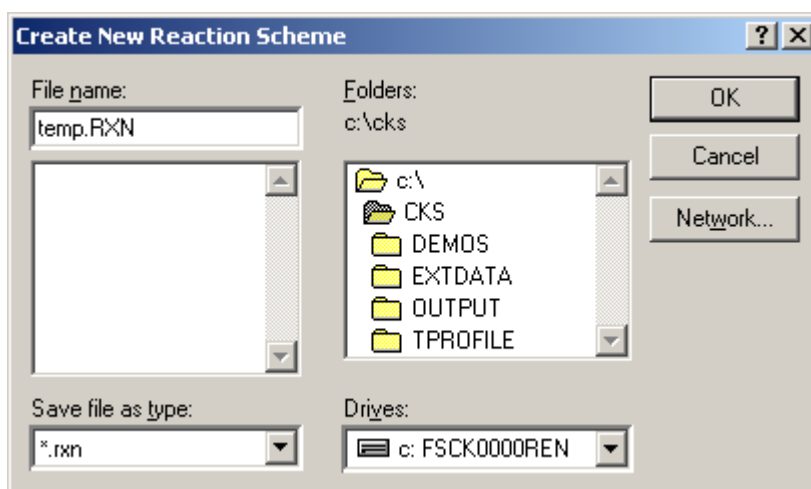 Create New Reaction Scheme
File name:
temp.RXN
Folders:
c:\cks
c:\
CKS
DEMOS
EXTDATA
OUTPUT
TPROFILE
OK
Cancel
Network...
Save file as type:
*.rxn
Drives:
c: FSCK0000REN